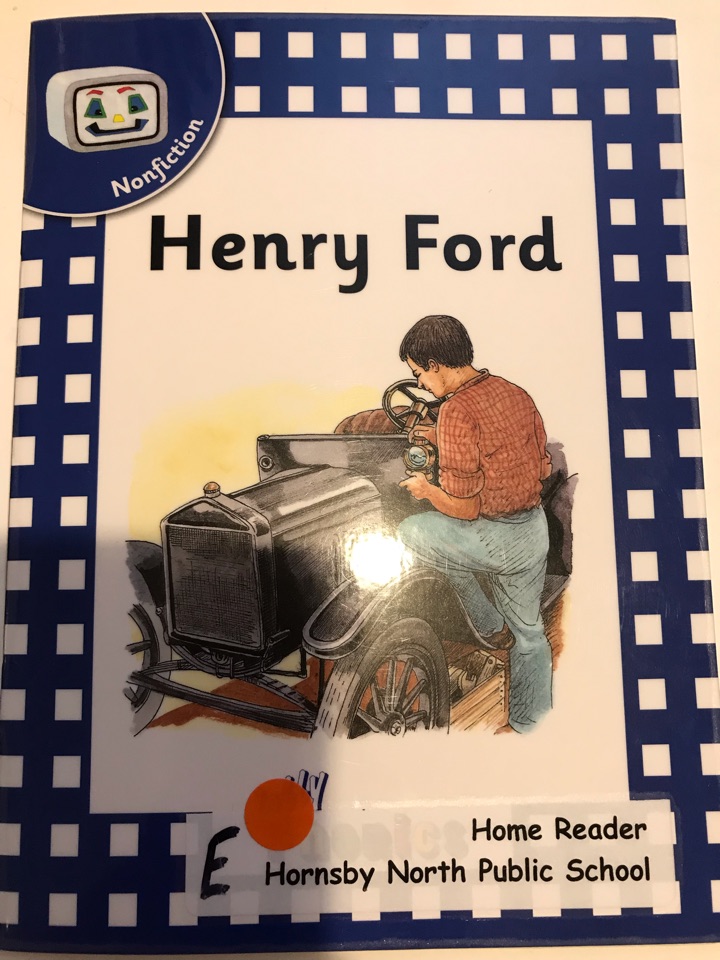 Nonfiction
Henry Ford
E
Home Reader
Hornsby North Public School